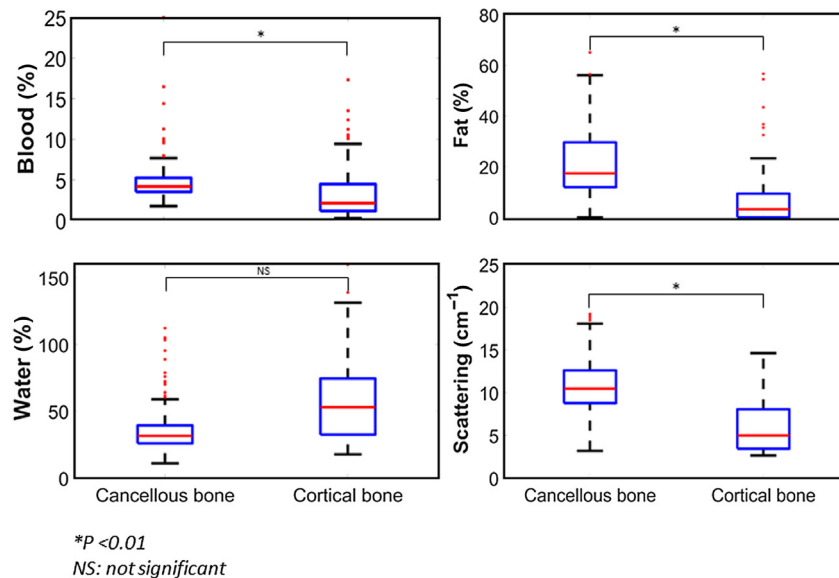 25
20
15
10
5
0
Blood (%)
*
80
60
40
20
0
Fat (%)
*
150
100
50
0
Water (%)
NS
Cancellous bone
Cortical bone
25
20
15
10
5
0
Scattering (cm⁻¹)
*
Cancellous bone
Cortical bone
*P <0.01
NS: not significant